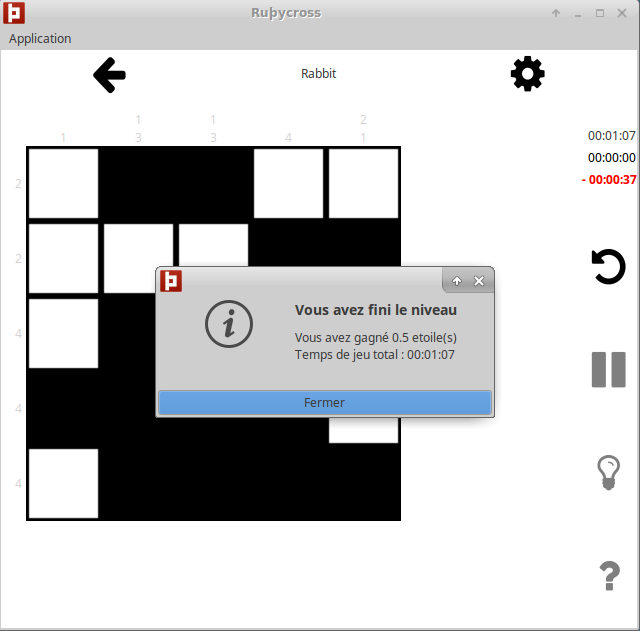 Ruþycross
Application
Rabbit
1 1 2
1 3 3 4 1
00:01:07
00:00:00
- 00:00:37
2
2
4
4
4
Vous avez fini le niveau
Vous avez gagné 0.5 etoile(s)
Temps de jeu total : 00:01:07
Fermer